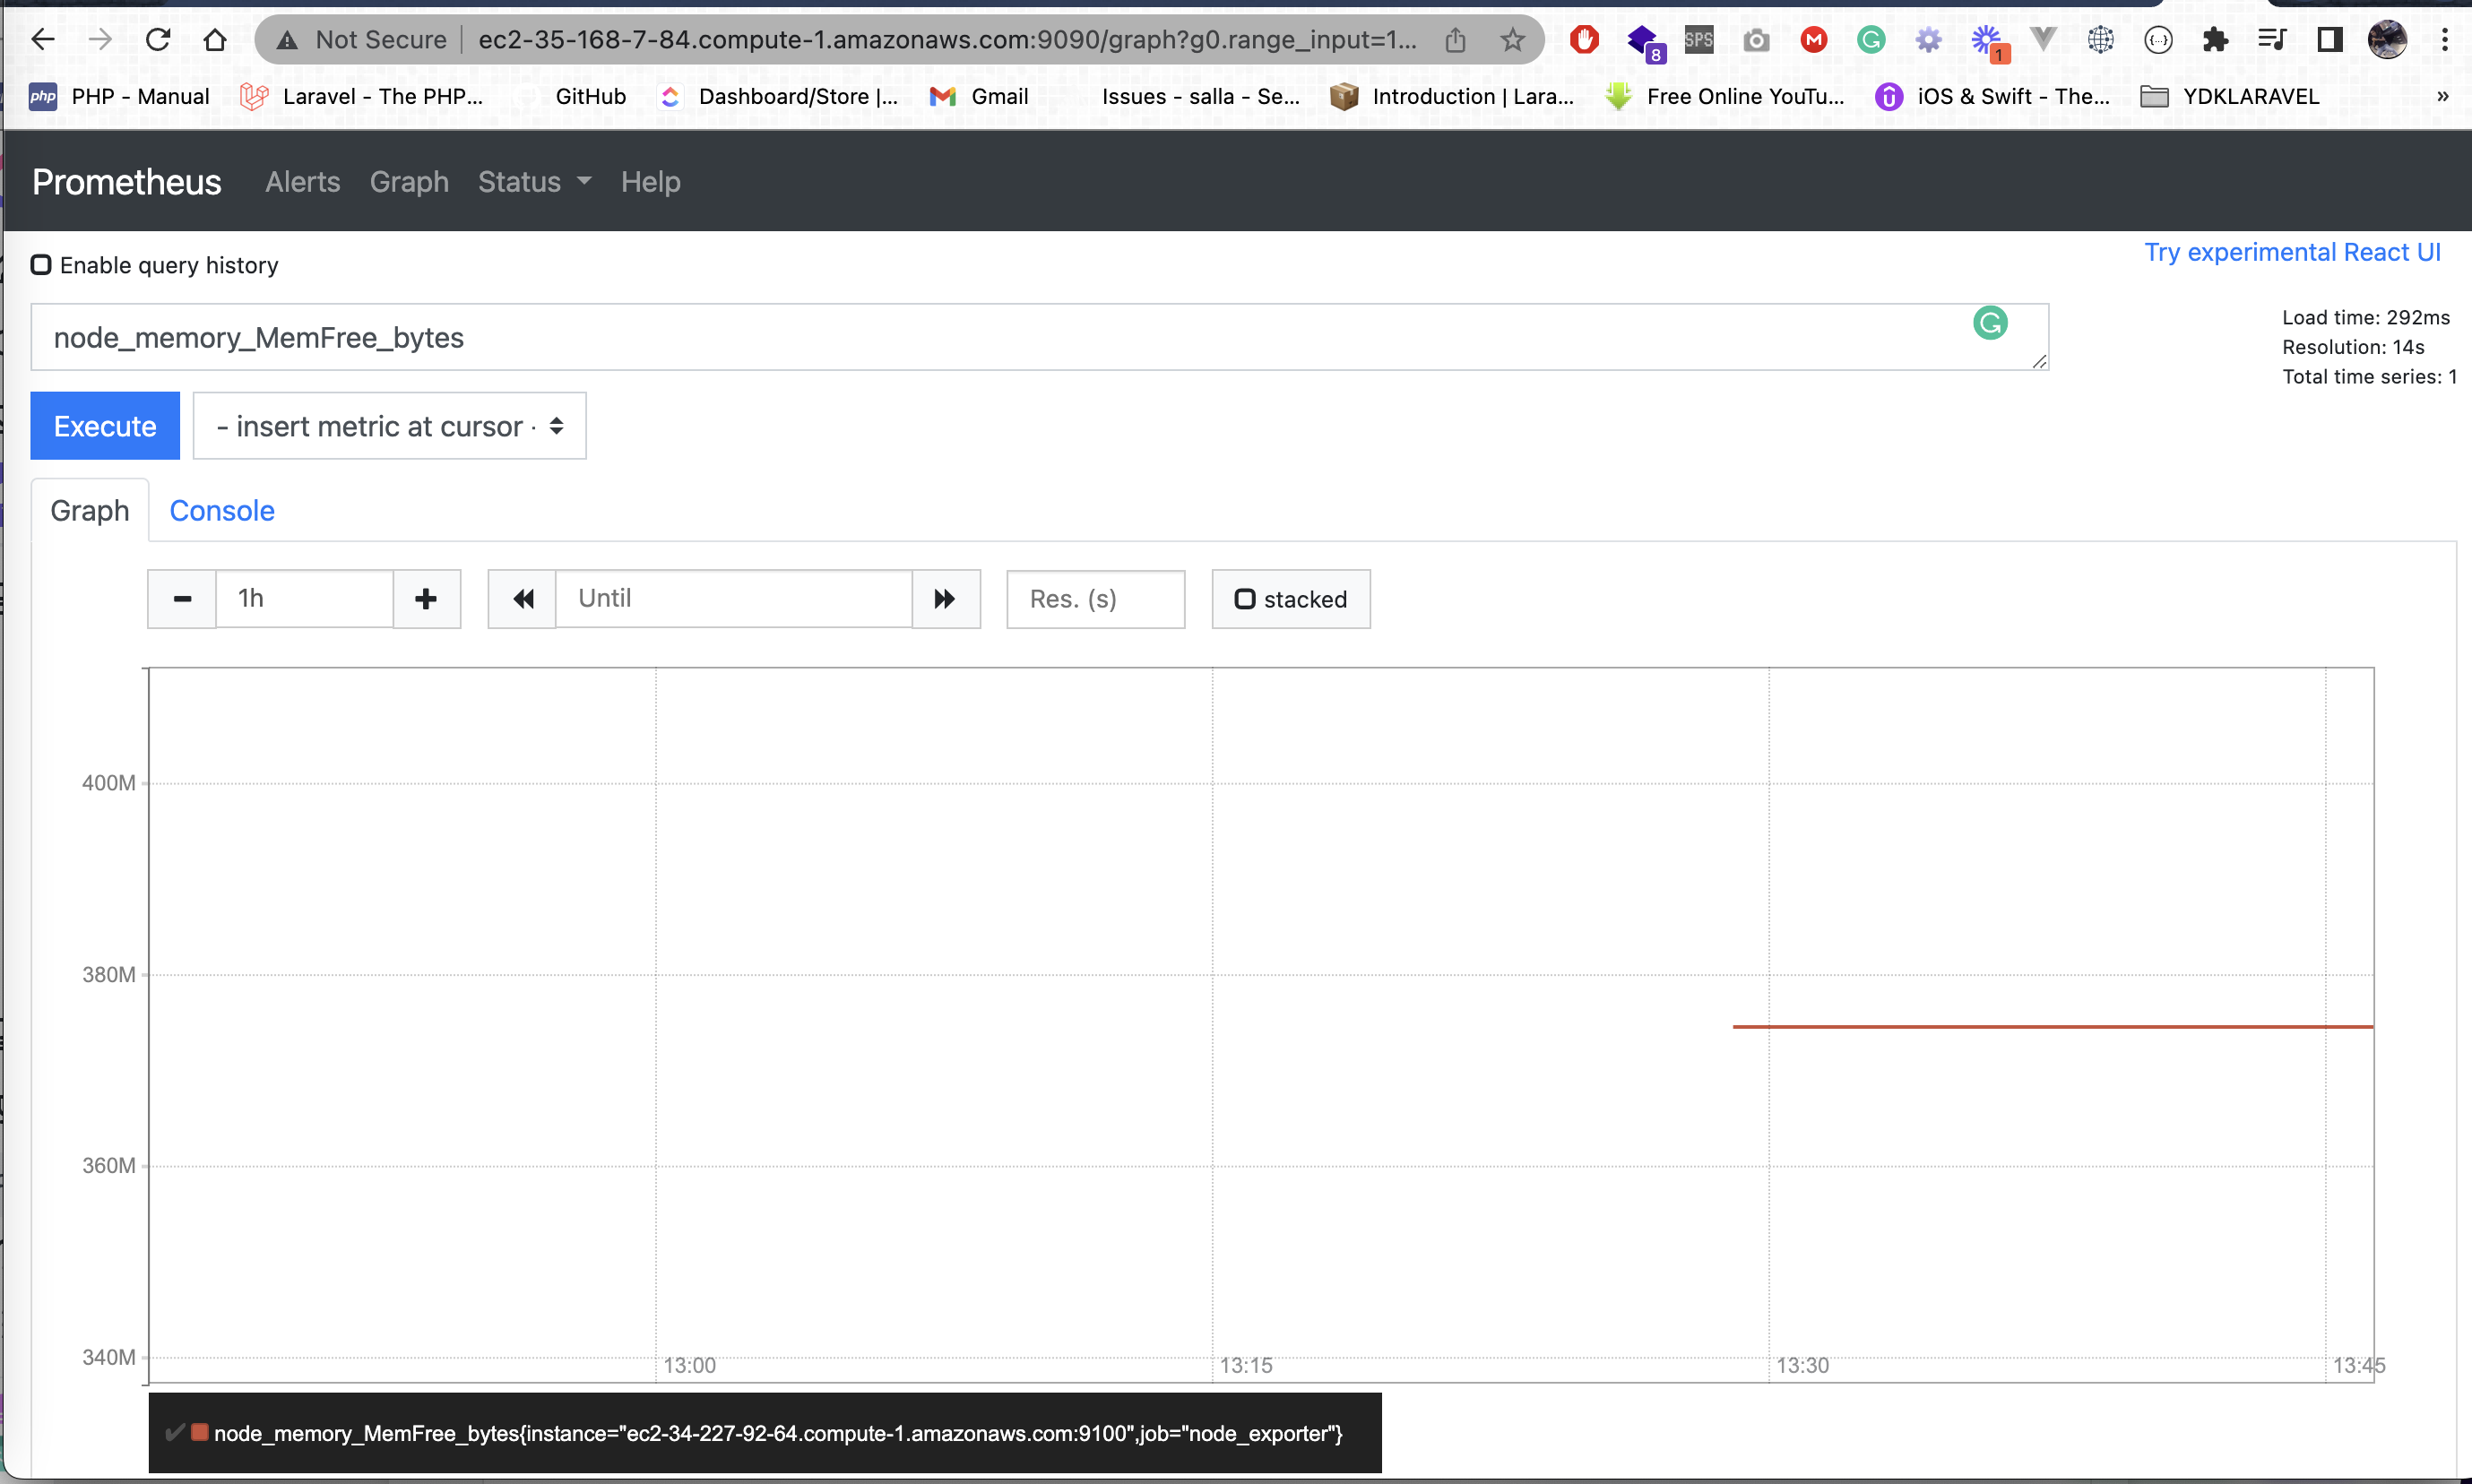 Not Secure ec2-35-168-7-84.compute-1.amazonaws.com:9090/graph?g0.range_input=1... 8 SPS M G 1 {···}
php PHP - Manual Laravel - The PHP... GitHub Dashboard/Store |... Gmail Issues - salla - Se... Introduction | Lara... Free Online YouTu... iOS & Swift - The... YDKLARAVEL »
Prometheus Alerts Graph Status Help
Enable query history
Try experimental React UI
node_memory_MemFree_bytes
Load time: 292ms
Resolution: 14s
Total time series: 1
Execute - insert metric at cursor -
Graph Console
1h Until Res. (s) stacked
400M
380M
360M
340M
13:00 13:15 13:30 13:45
node_memory_MemFree_bytes{instance="ec2-34-227-92-64.compute-1.amazonaws.com:9100",job="node_exporter"}